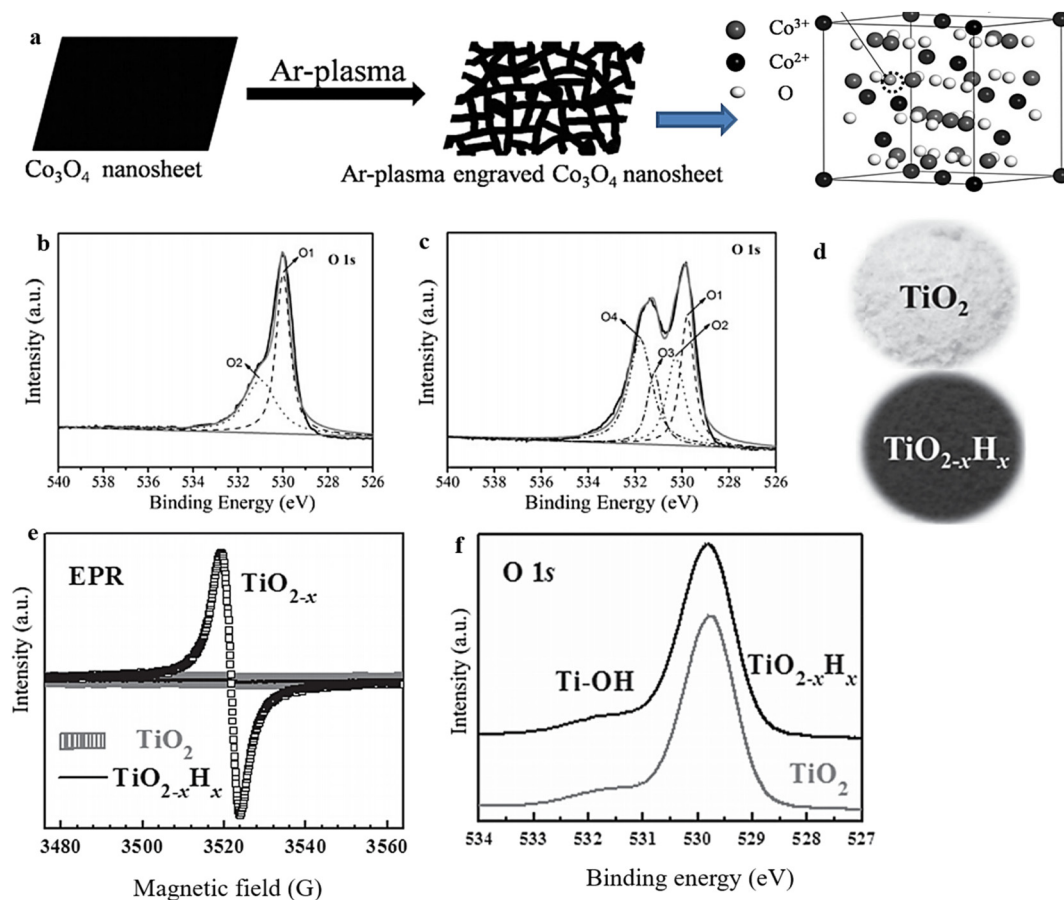 a
Ar-plasma
Co₃O₄ nanosheet
Ar-plasma engraved Co₃O₄ nanosheet
Co³⁺
Co²⁺
O
b
O 1s
O1
O2
Intensity (a.u.)
540 538 536 534 532 530 528 526
Binding Energy (eV)
c
O 1s
O1
O2
O3
O4
Intensity (a.u.)
540 538 536 534 532 530 528 526
Binding Energy (eV)
d
TiO₂
TiO₂₋ₓHₓ
e
EPR
TiO₂₋ₓ
TiO₂
TiO₂₋ₓHₓ
Intensity (a.u.)
3480 3500 3520 3540 3560
Magnetic field (G)
f
O 1s
Ti-OH
TiO₂₋ₓHₓ
TiO₂
Intensity (a.u.)
534 533 532 531 530 529 528 527
Binding energy (eV)